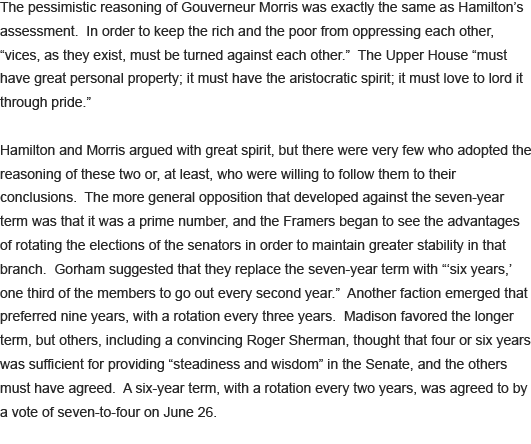 The pessimistic reasoning of Gouverneur Morris was exactly the same as Hamilton’s
assessment.  In order to keep the rich and the poor from oppressing each other,
“vices, as they exist, must be turned against each other.”  The Upper House “must
have great personal property; it must have the aristocratic spirit; it must love to lord it
through pride.”

Hamilton and Morris argued with great spirit, but there were very few who adopted the
reasoning of these two or, at least, who were willing to follow them to their
conclusions.  The more general opposition that developed against the seven-year
term was that it was a prime number, and the Framers began to see the advantages
of rotating the elections of the senators in order to maintain greater stability in that
branch.  Gorham suggested that they replace the seven-year term with “‘six years,’
one third of the members to go out every second year.”  Another faction emerged that
preferred nine years, with a rotation every three years.  Madison favored the longer
term, but others, including a convincing Roger Sherman, thought that four or six years
was sufficient for providing “steadiness and wisdom” in the Senate, and the others
must have agreed.  A six-year term, with a rotation every two years, was agreed to by
a vote of seven-to-four on June 26.